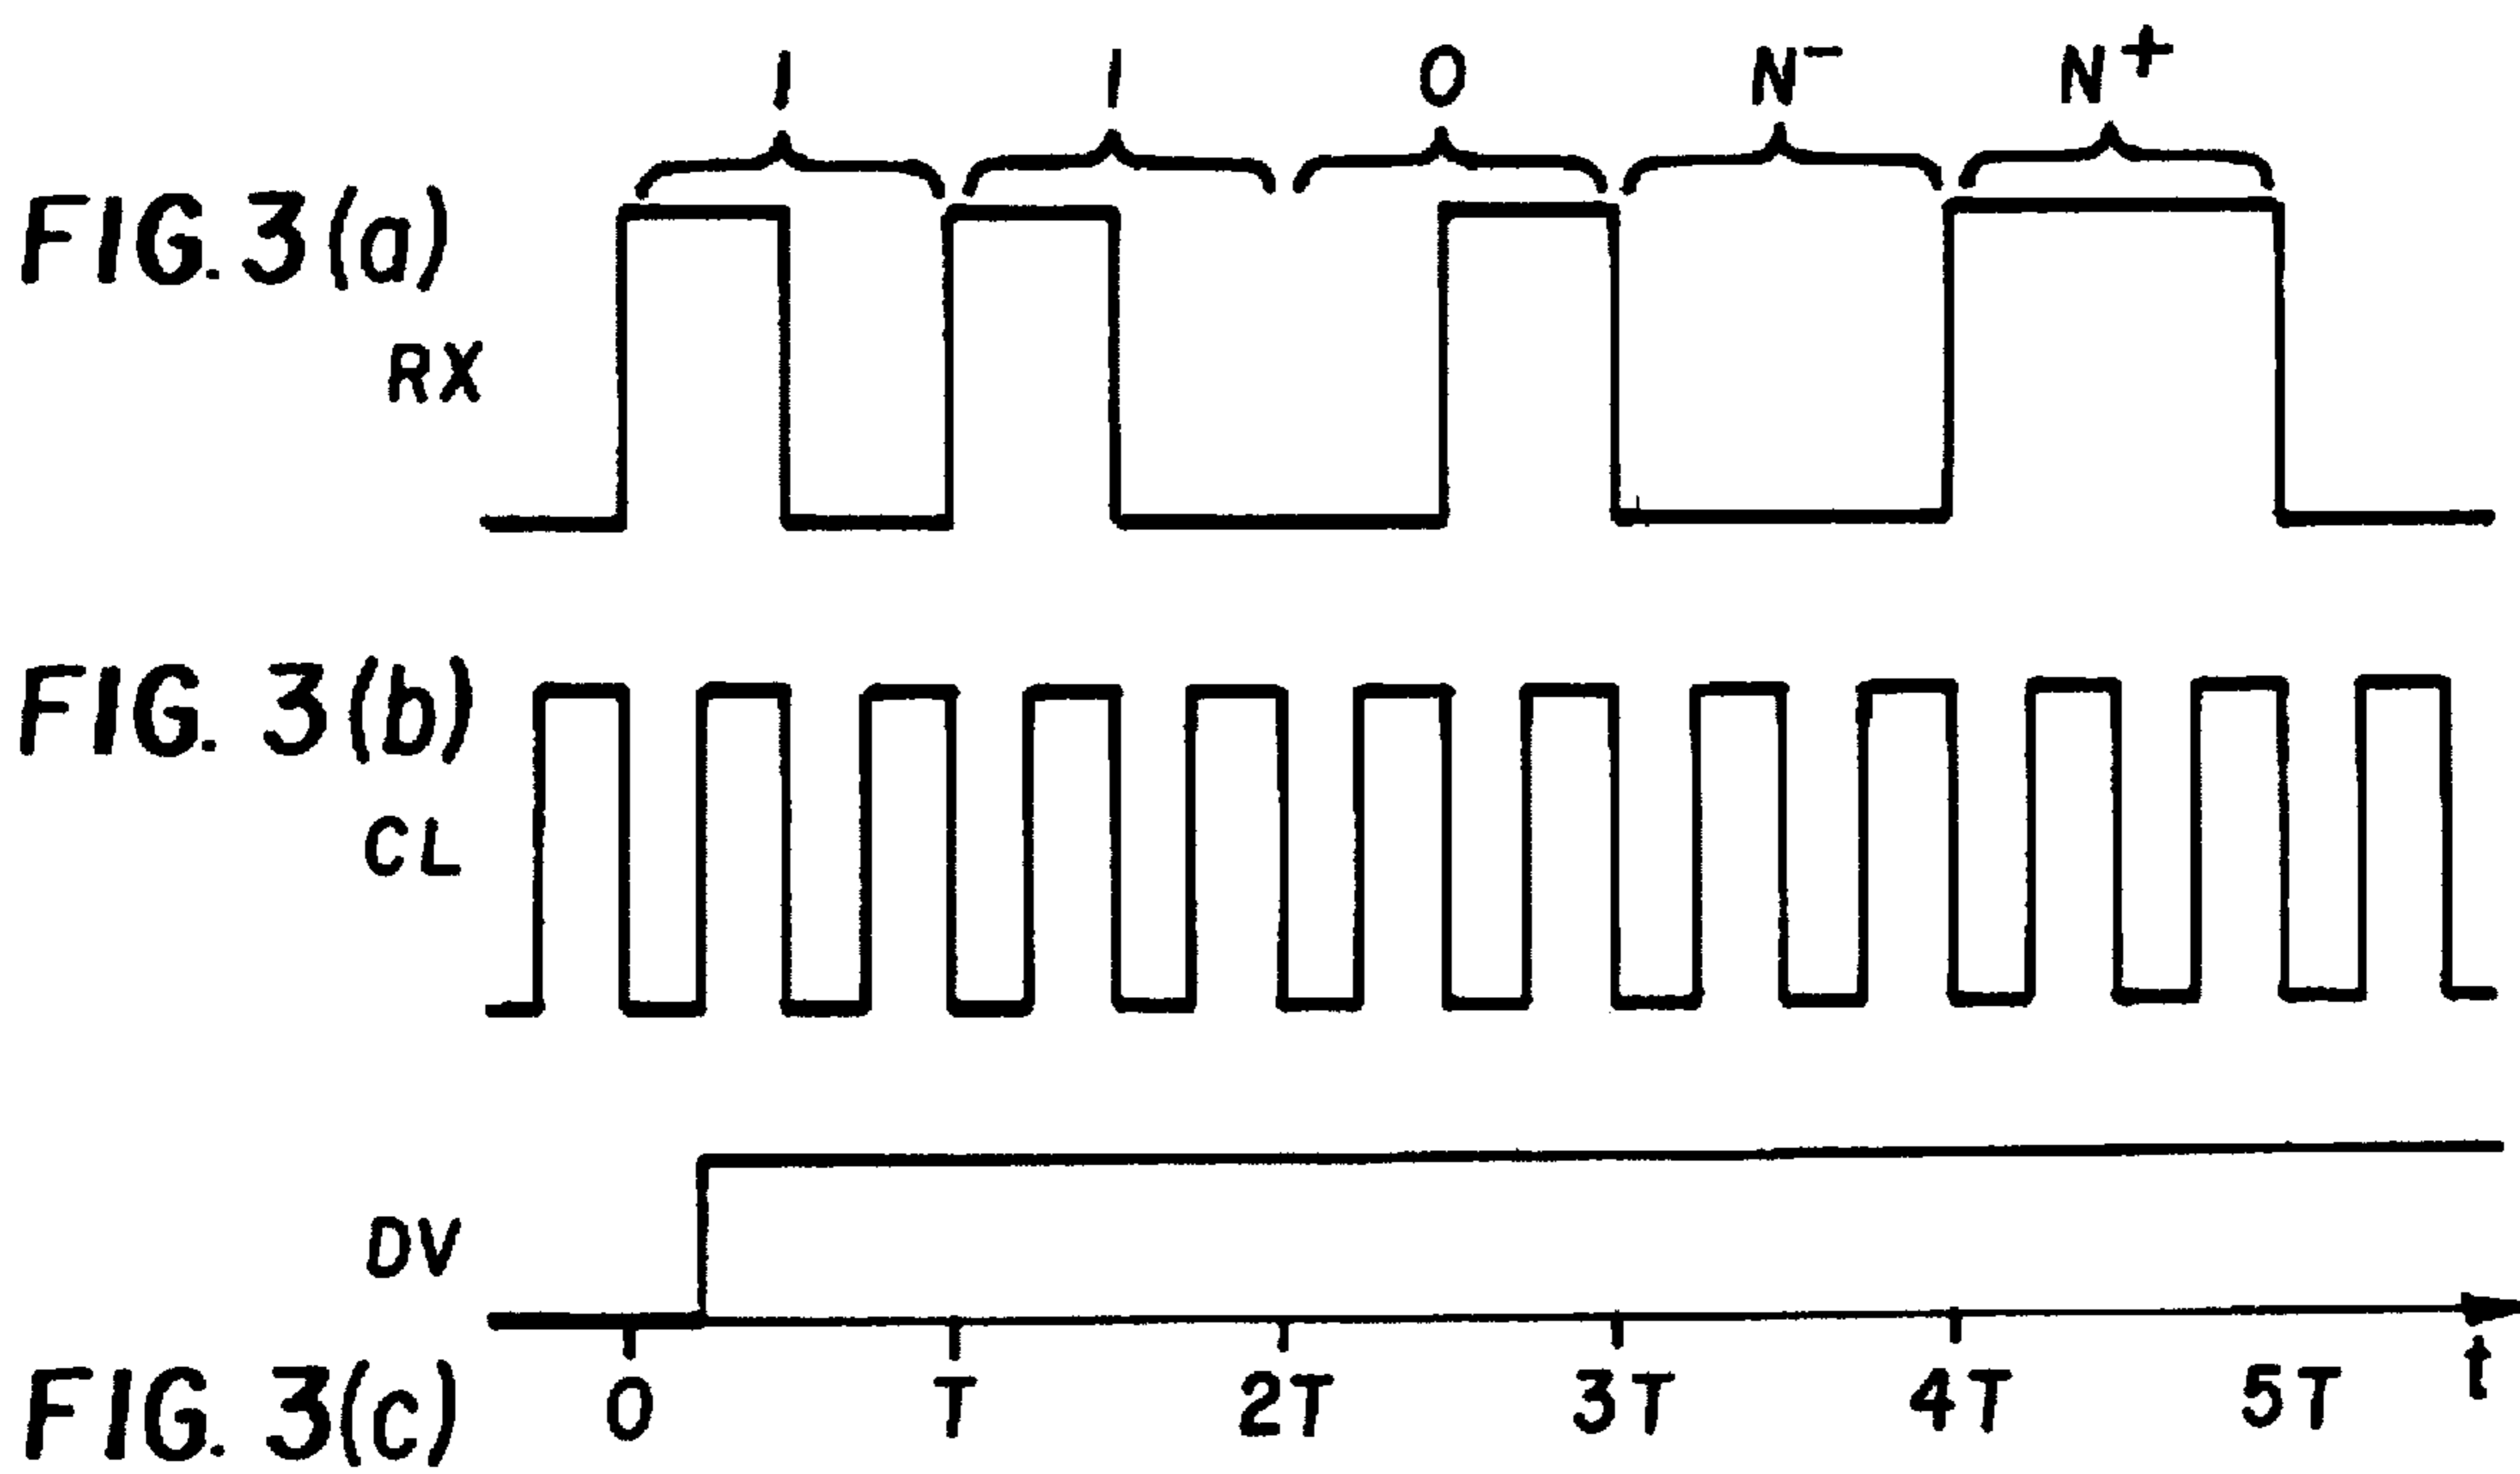 1 1 0 N⁻ N⁺
FIG. 3(a)
RX
FIG. 3(b)
CL
DV
0 T 2T 3T 4T 5T t
FIG. 3(c)